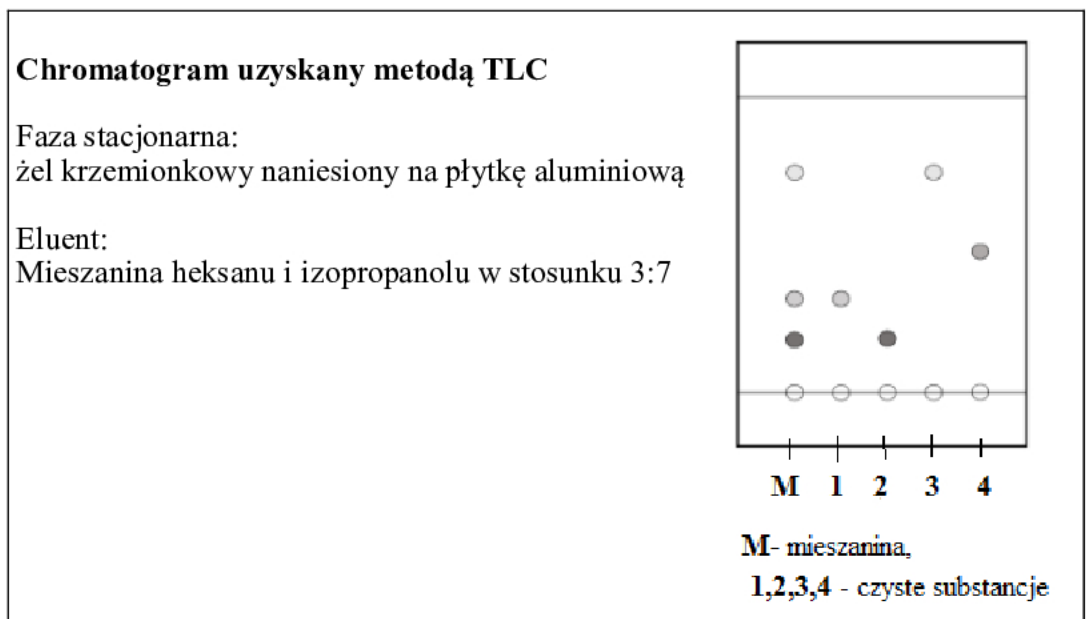 Chromatogram uzyskany metodą TLC
Faza stacjonarna:
żel krzemionkowy naniesiony na płytkę aluminiową
Eluent:
Mieszanina heksanu i izopropanolu w stosunku 3:7
M 1 2 3 4
M- mieszanina,
1,2,3,4 - czyste substancje